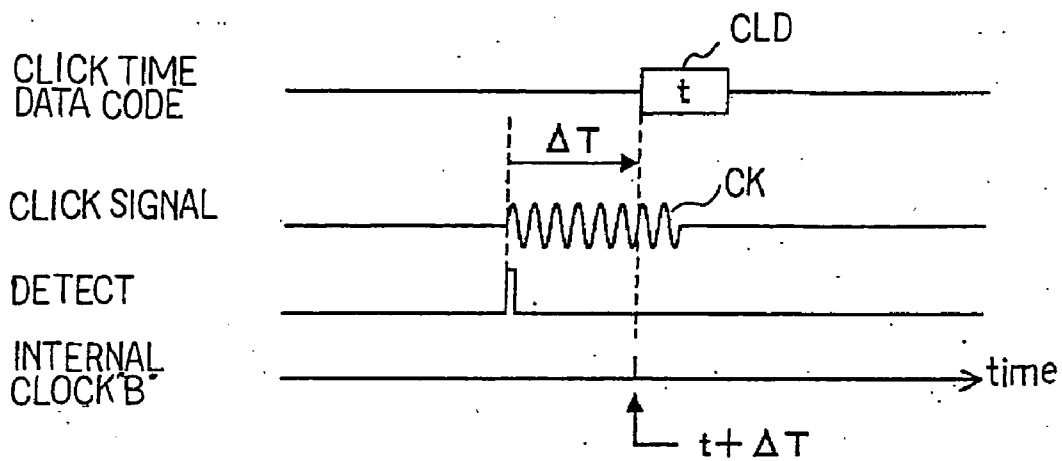 CLD
CLICK TIME
DATA CODE
t
ΔT
CLICK SIGNAL
CK
DETECT
INTERNAL
CLOCK"B"
time
t+ΔT